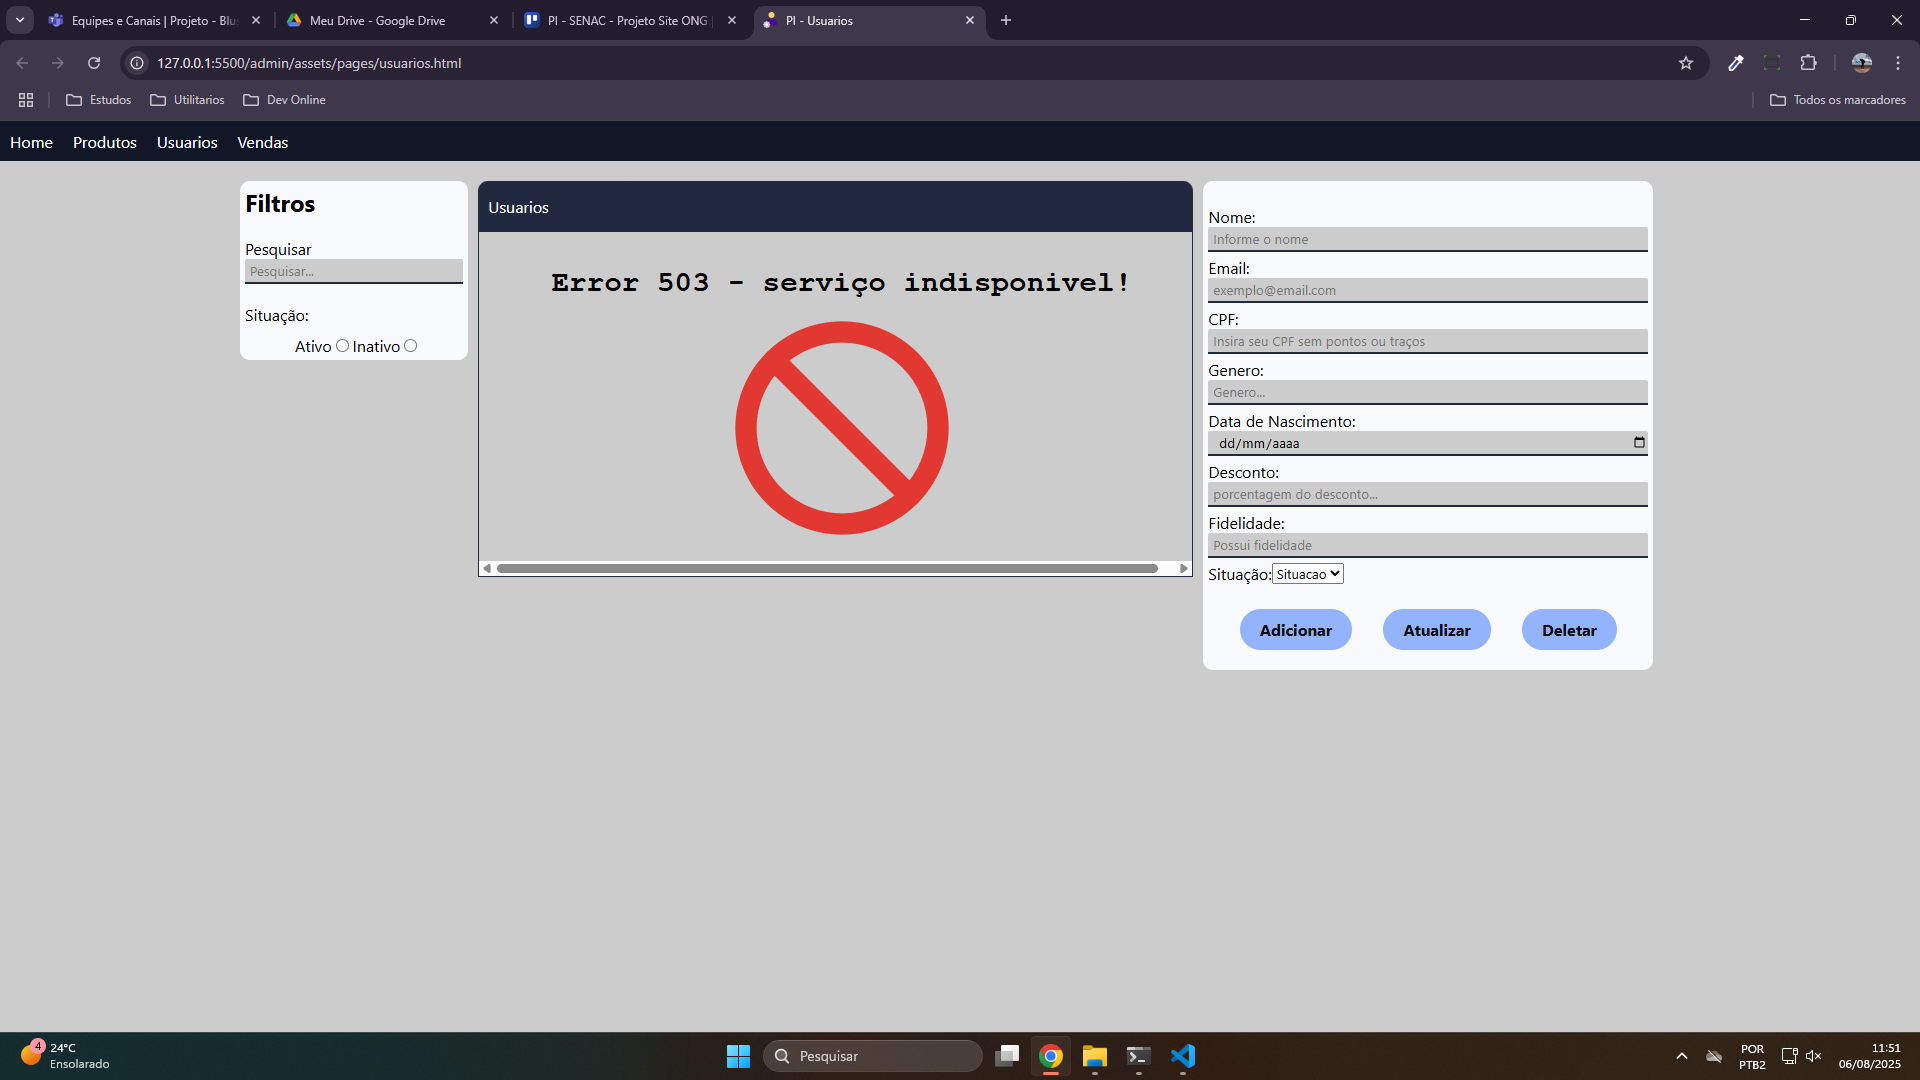 Equipes e Canais | Projeto - Blu
Meu Drive - Google Drive
PI - SENAC - Projeto Site ONG
PI - Usuarios
127.0.0.1:5500/admin/assets/pages/usuarios.html
Estudos
Utilitarios
Dev Online
Todos os marcadores
Home
Produtos
Usuarios
Vendas
Filtros
Pesquisar
Pesquisar...
Situação:
Ativo
Inativo
Usuarios
Error 503 - serviço indisponivel!
Nome:
Informe o nome
Email:
exemplo@email.com
CPF:
Insira seu CPF sem pontos ou traços
Genero:
Genero...
Data de Nascimento:
dd/mm/aaaa
Desconto:
porcentagem do desconto...
Fidelidade:
Possui fidelidade
Situação:
Situacao
Adicionar
Atualizar
Deletar
4
24°C
Ensolarado
Pesquisar
POR
PTB2
11:51
06/08/2025